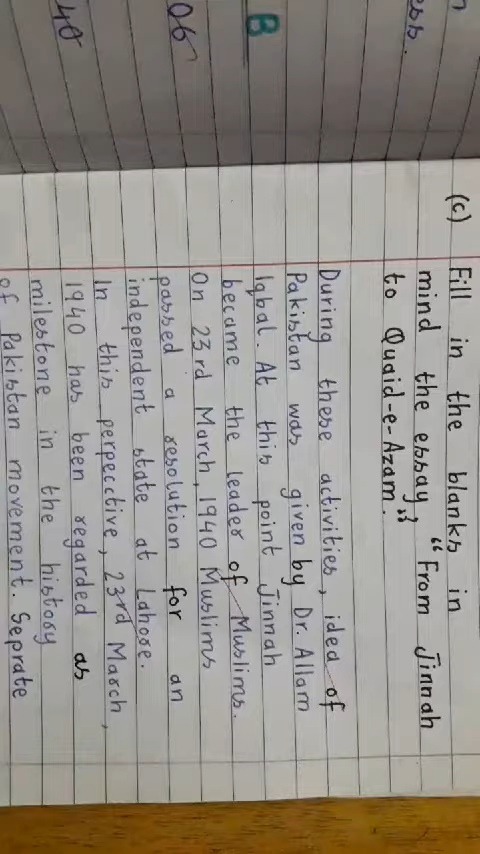 ess.
B
06
40
(c) Fill in the blanks in
mind the essay "From Jinnah
to Quaid-e-Azam."
During these activities, idea of
Pakistan was given by Dr. Allam
Iqbal. At this point Jinnah
became the leader of Muslims.
On 23rd March, 1940 Muslims
passed a resolution for an
independent state at Lahore.
In this perpecctive, 23rd March,
1940 has been regarded as
milestone in the history
of Pakistan movement. Seprate